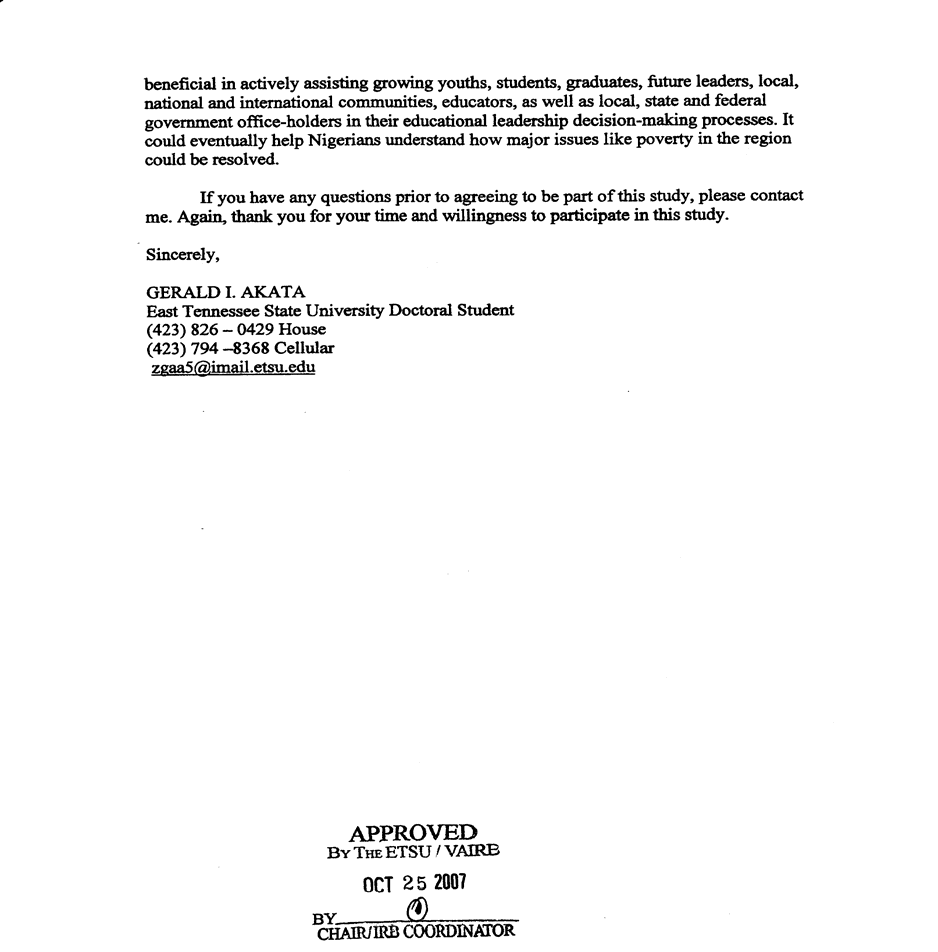 beneficial in actively assisting growing youths, students, graduates, future leaders, local,
national and international communities, educators, as well as local, state and federal
government office-holders in their educational leadership decision-making processes. It
could eventually help Nigerians understand how major issues like poverty in the region
could be resolved.
If you have any questions prior to agreeing to be part of this study, please contact
me. Again, thank you for your time and willingness to participate in this study.
Sincerely,
GERALD I. AKATA
East Tennessee State University Doctoral Student
(423) 826 – 0429 House
(423) 794 –8368 Cellular
zgaa5@imail.etsu.edu
APPROVED
BY THE ETSU / VAIRB
OCT 25 2007
BY
CHAIR/IRB COORDINATOR